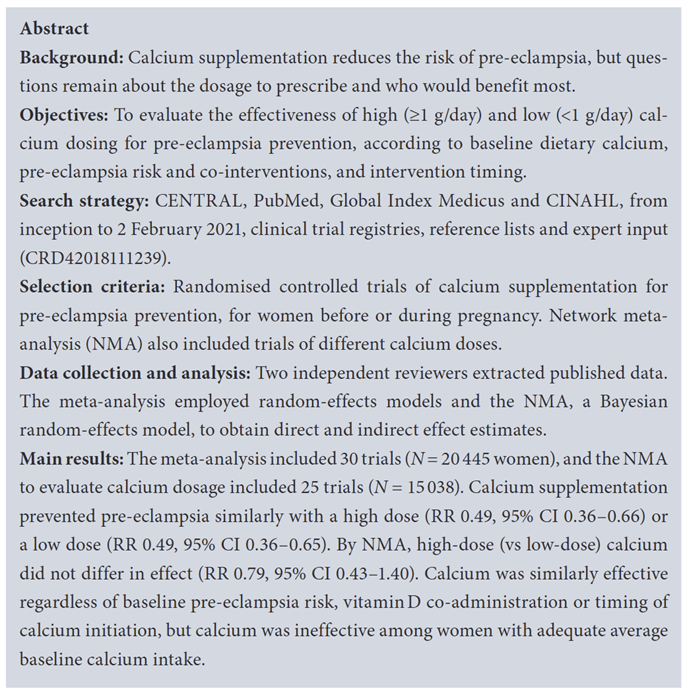 Abstract
Background: Calcium supplementation reduces the risk of pre-eclampsia, but ques-
tions remain about the dosage to prescribe and who would benefit most.
Objectives: To evaluate the effectiveness of high (≥1 g/day) and low (<1 g/day) cal-
cium dosing for pre-eclampsia prevention, according to baseline dietary calcium,
pre-eclampsia risk and co-interventions, and intervention timing.
Search strategy: CENTRAL, PubMed, Global Index Medicus and CINAHL, from
inception to 2 February 2021, clinical trial registries, reference lists and expert input
(CRD42018111239).
Selection criteria: Randomised controlled trials of calcium supplementation for
pre-eclampsia prevention, for women before or during pregnancy. Network meta-
analysis (NMA) also included trials of different calcium doses.
Data collection and analysis: Two independent reviewers extracted published data.
The meta-analysis employed random-effects models and the NMA, a Bayesian
random-effects model, to obtain direct and indirect effect estimates.
Main results: The meta-analysis included 30 trials (N = 20 445 women), and the NMA
to evaluate calcium dosage included 25 trials (N = 15 038). Calcium supplementation
prevented pre-eclampsia similarly with a high dose (RR 0.49, 95% CI 0.36–0.66) or
a low dose (RR 0.49, 95% CI 0.36–0.65). By NMA, high-dose (vs low-dose) calcium
did not differ in effect (RR 0.79, 95% CI 0.43–1.40). Calcium was similarly effective
regardless of baseline pre-eclampsia risk, vitamin D co-administration or timing of
calcium initiation, but calcium was ineffective among women with adequate average
baseline calcium intake.